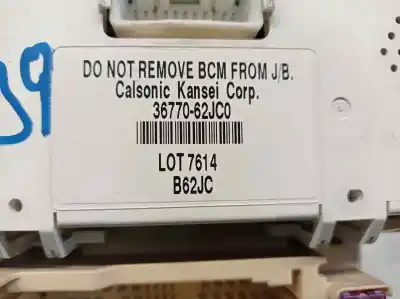 DO NOT REMOVE BCM FROM J/B.
Calsonic Kansei Corp.
36770-62JC0
LOT 7614
B62JC